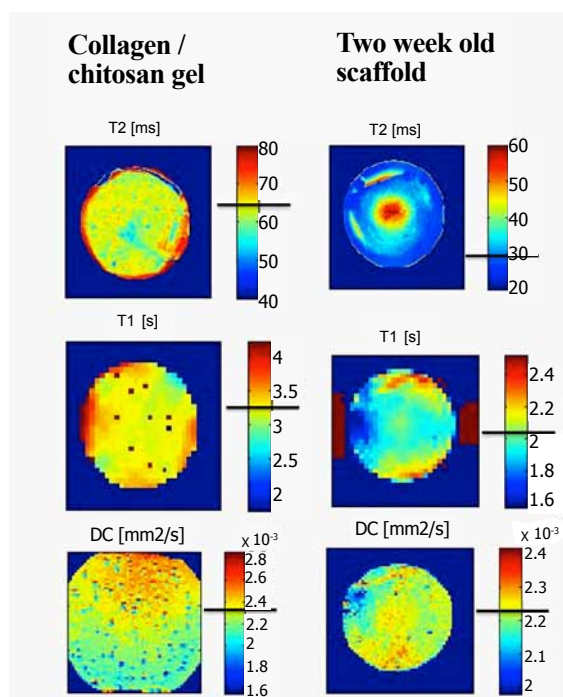 Collagen /
chitosan gel
Two week old
scaffold
T2 [ms]
80
70
60
50
40
T2 [ms]
60
50
40
30
20
T1 [s]
4
3.5
3
2.5
2
T1 [s]
2.4
2.2
2
1.8
1.6
DC [mm2/s]
x 10-3
2.8
2.6
2.4
2.2
2
1.8
1.6
DC [mm2/s]
x 10-3
2.4
2.3
2.2
2.1
2